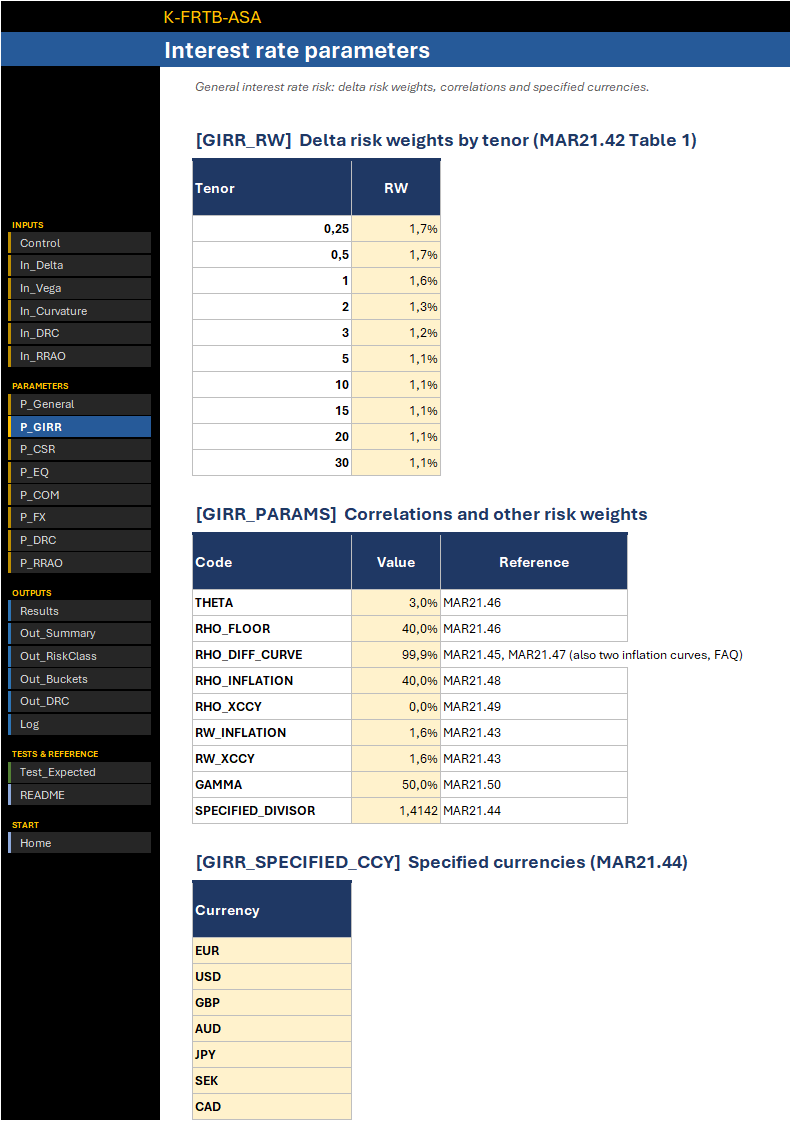 K-FRTB-ASA
Interest rate parameters
General interest rate risk: delta risk weights, correlations and specified currencies.
INPUTS
Control
In_Delta
In_Vega
In_Curvature
In_DRC
In_RRAO
PARAMETERS
P_General
P_GIRR
P_CSR
P_EQ
P_COM
P_FX
P_DRC
P_RRAO
OUTPUTS
Results
Out_Summary
Out_RiskClass
Out_Buckets
Out_DRC
Log
TESTS & REFERENCE
Test_Expected
README
START
Home
[GIRR_RW] Delta risk weights by tenor (MAR21.42 Table 1)
Tenor RW
0,25 1,7%
0,5 1,7%
1 1,6%
2 1,3%
3 1,2%
5 1,1%
10 1,1%
15 1,1%
20 1,1%
30 1,1%
[GIRR_PARAMS] Correlations and other risk weights
Code Value Reference
THETA 3,0% MAR21.46
RHO_FLOOR 40,0% MAR21.46
RHO_DIFF_CURVE 99,9% MAR21.45, MAR21.47 (also two inflation curves, FAQ)
RHO_INFLATION 40,0% MAR21.48
RHO_XCCY 0,0% MAR21.49
RW_INFLATION 1,6% MAR21.43
RW_XCCY 1,6% MAR21.43
GAMMA 50,0% MAR21.50
SPECIFIED_DIVISOR 1,4142 MAR21.44
[GIRR_SPECIFIED_CCY] Specified currencies (MAR21.44)
Currency
EUR
USD
GBP
AUD
JPY
SEK
CAD